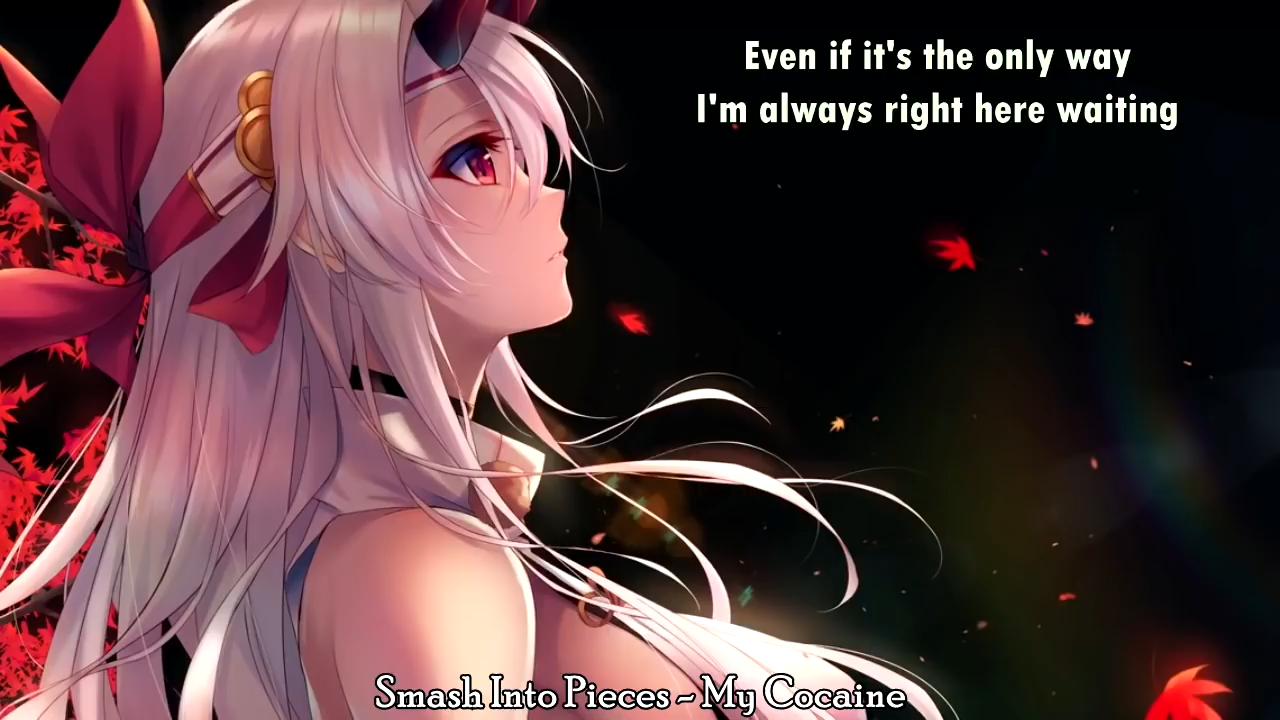 Even if it's the only way
I'm always right here waiting
Smash Into Pieces - My Cocaine